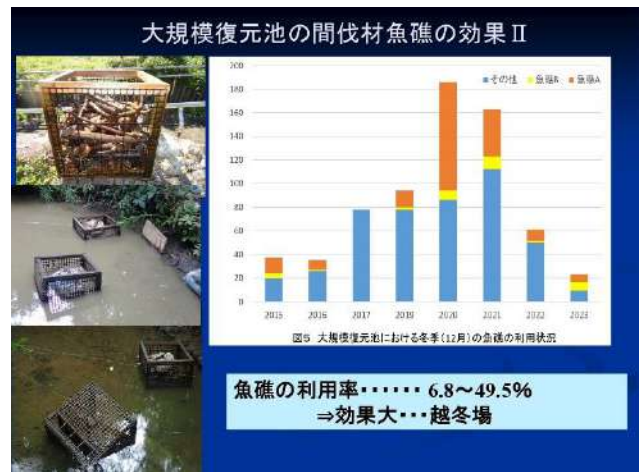 大規模復元池の間伐材魚礁の効果Ⅱ
200
180
160
140
120
100
80
60
40
20
0
その他 魚礁B 魚礁A
2015 2016 2017 2019 2020 2021 2022 2023
図5 大規模復元池における冬季(12月)の魚礁の利用状況
魚礁の利用率‥‥‥ 6.8～49.5%
⇒効果大・・・越冬場